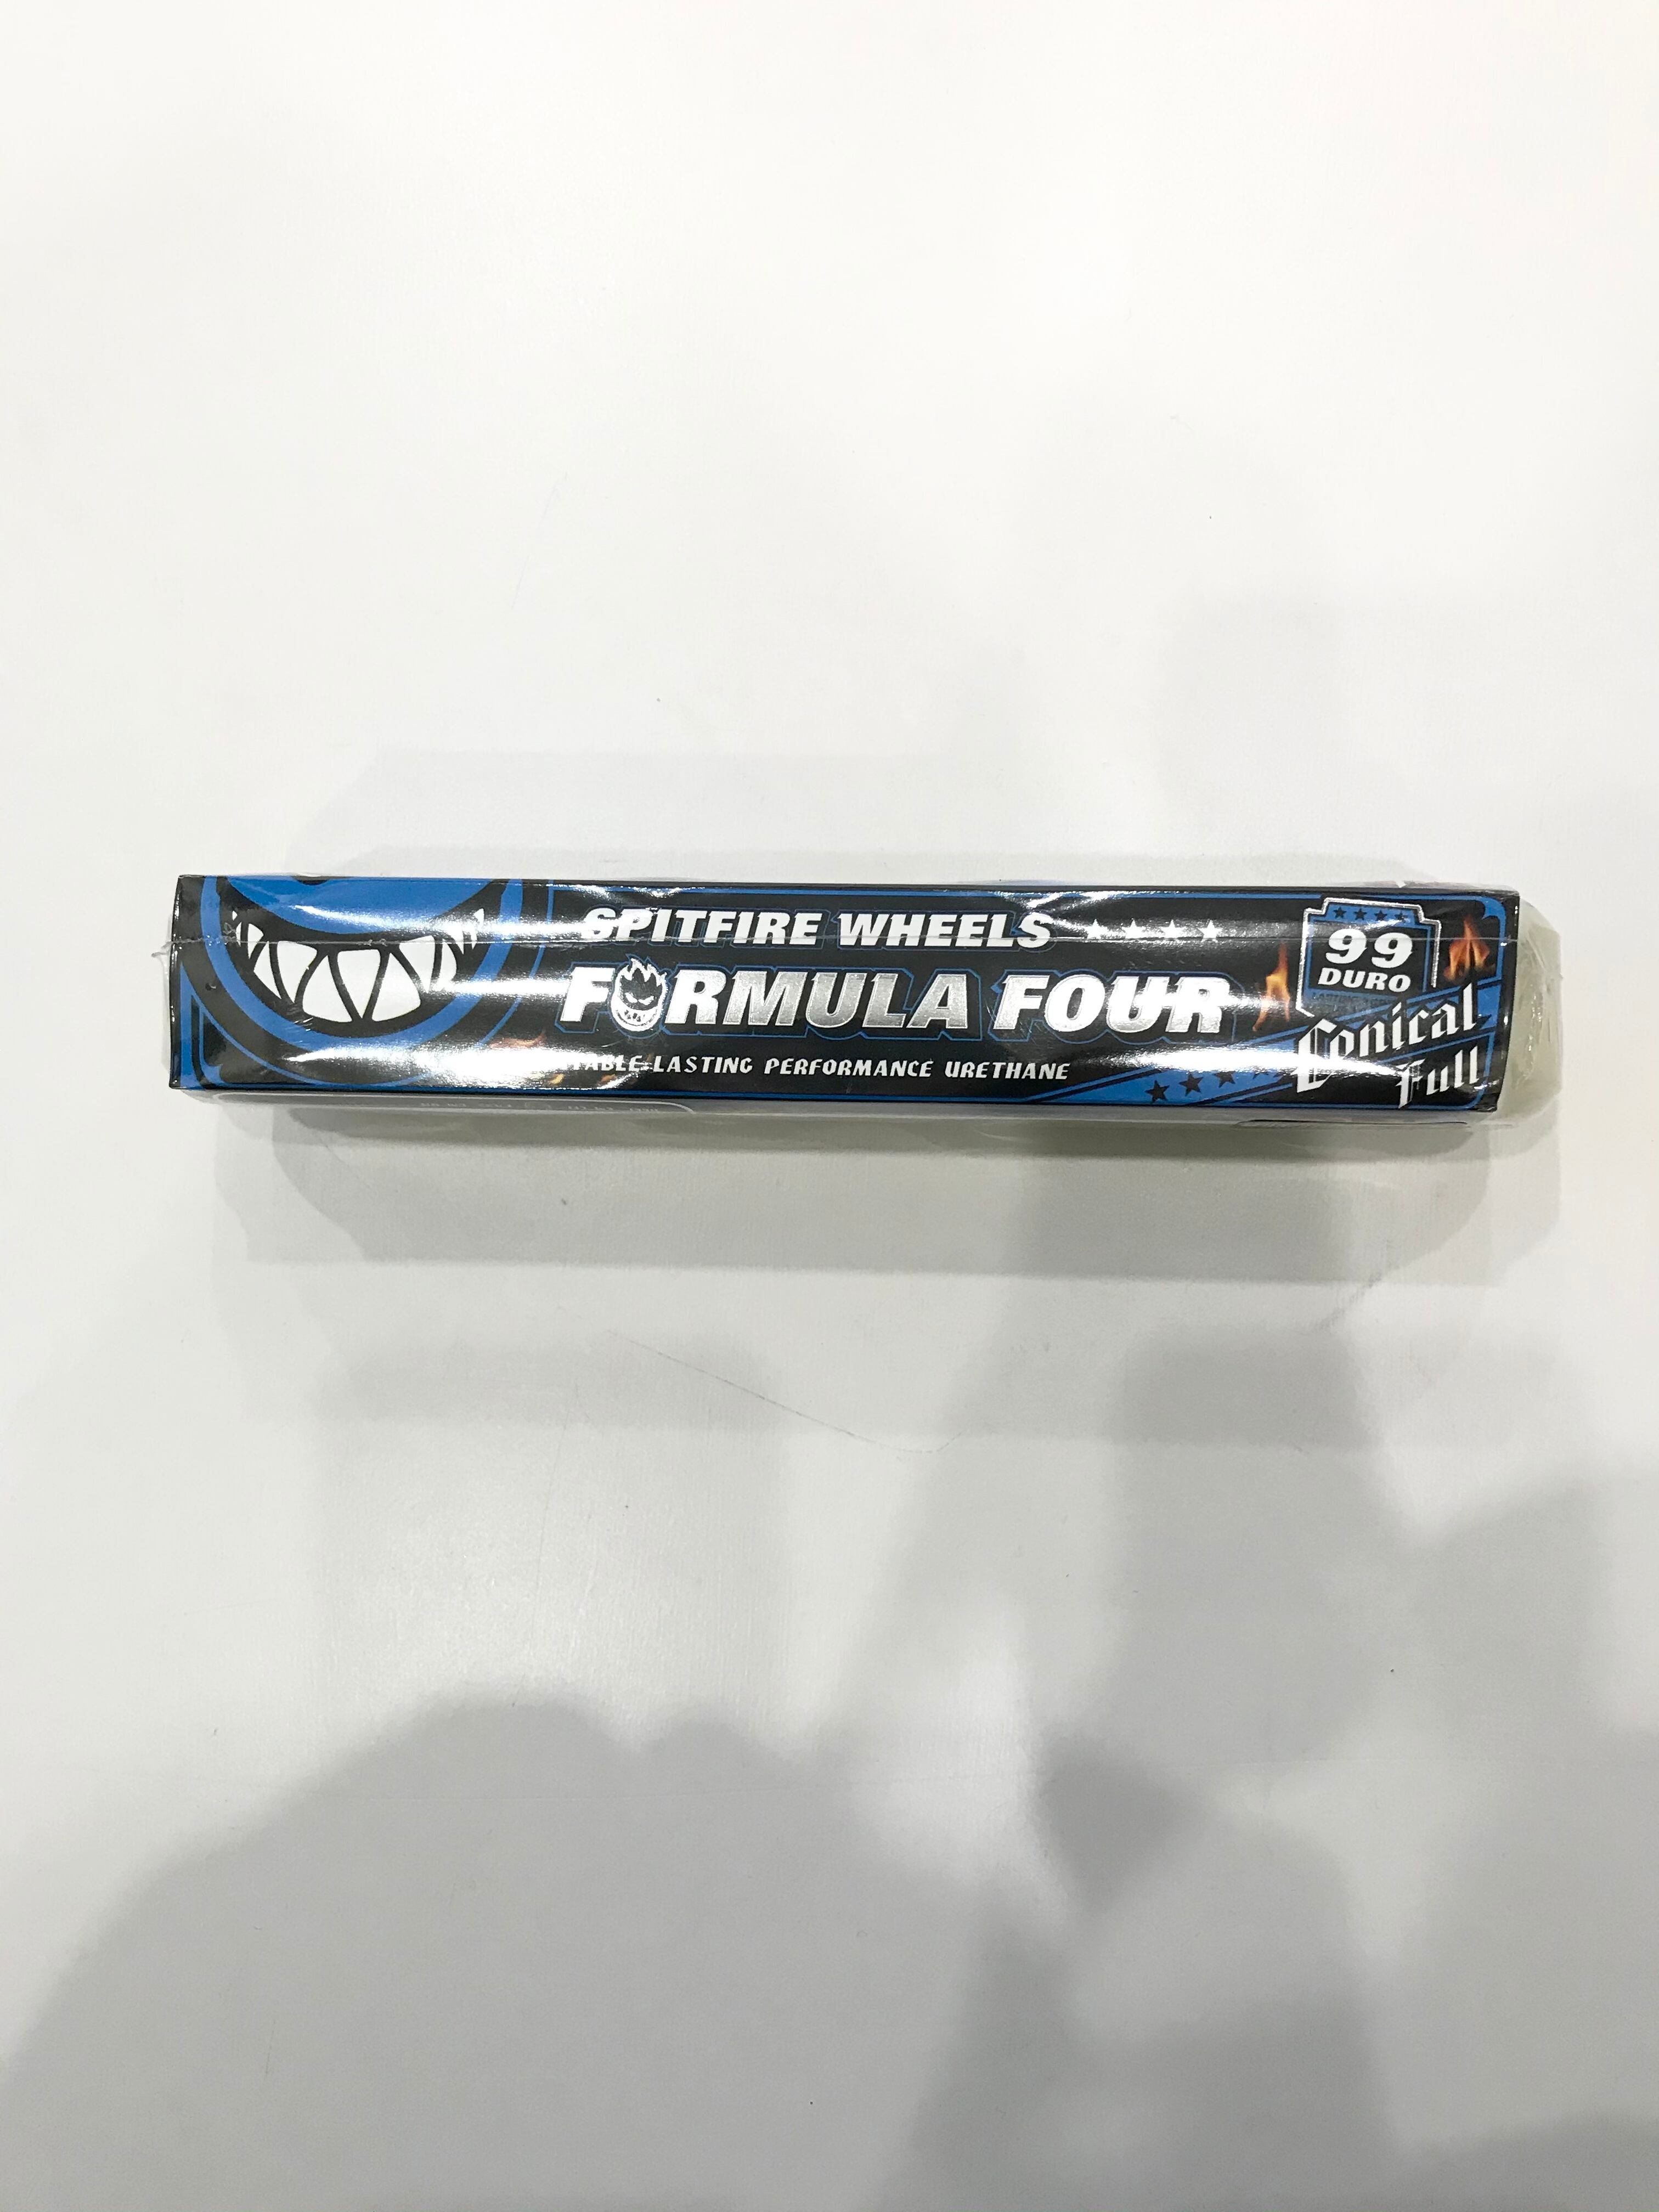 SPITFIRE WHEELS
FORMULA FOUR
LASTING PERFORMANCE URETHANE
99
DURO
Conical
Full